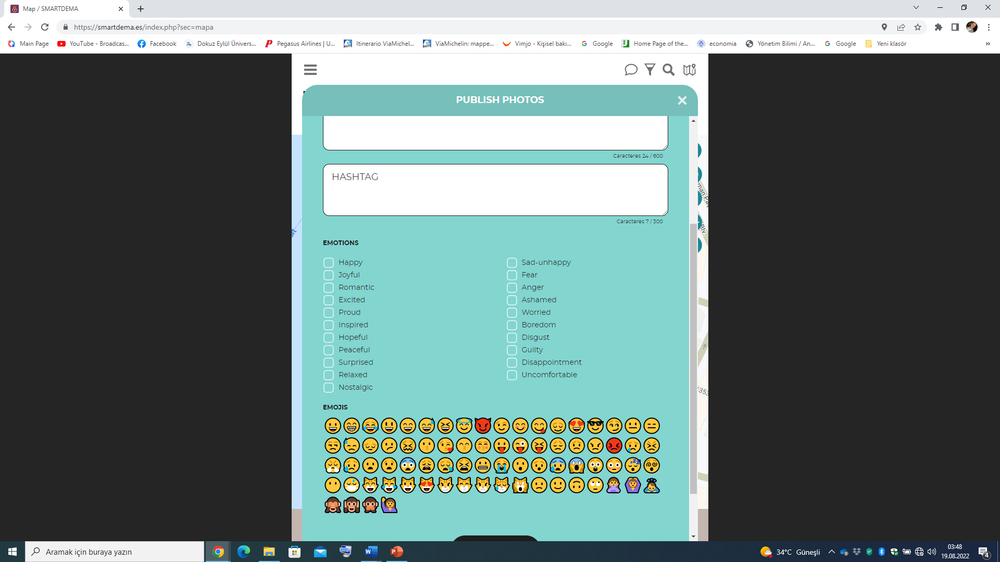 Map / SMARTDEMA
https://smartdema.es/index.php?sec=mapa
Main Page
YouTube - Broadcas...
Facebook
Dokuz Eylül Univers...
Pegasus Airlines | U...
Itinerario ViaMichel...
ViaMichelin: mappe...
Vimjo - Kişisel bakı...
Google
Home Page of the...
economia
Yönetim Bilimi / An...
Google
Yeni klasör
PUBLISH PHOTOS
Caracteres 24 / 600
HASHTAG
Caracteres 7 / 300
EMOTIONS
Happy
Joyful
Romantic
Excited
Proud
Inspired
Hopeful
Peaceful
Surprised
Relaxed
Nostalgic
Sad-unhappy
Fear
Anger
Ashamed
Worried
Boredom
Disgust
Guilty
Disappointment
Uncomfortable
EMOJIS
Blv.
1353
Aramak için buraya yazın
34°C Güneşli
03:48
19.08.2022
4